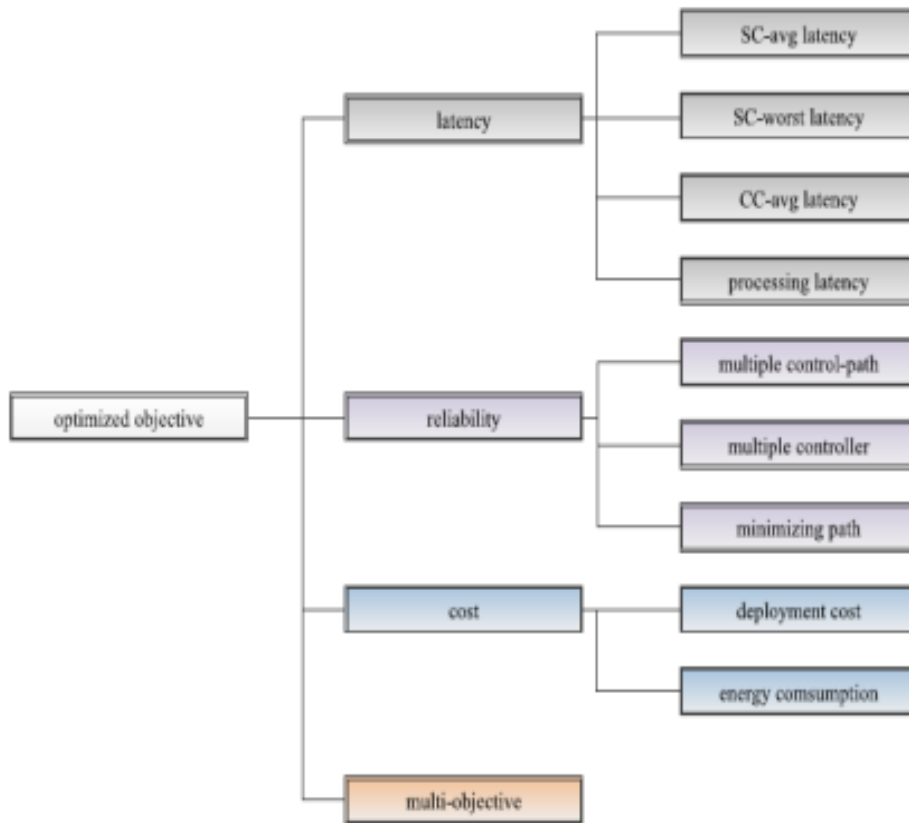 SC-avg latency
latency
SC-worst latency
CC-avg latency
processing latency
multiple control-path
optimized objective
reliability
multiple controller
minimizing path
cost
deployment cost
energy comsumption
multi-objective